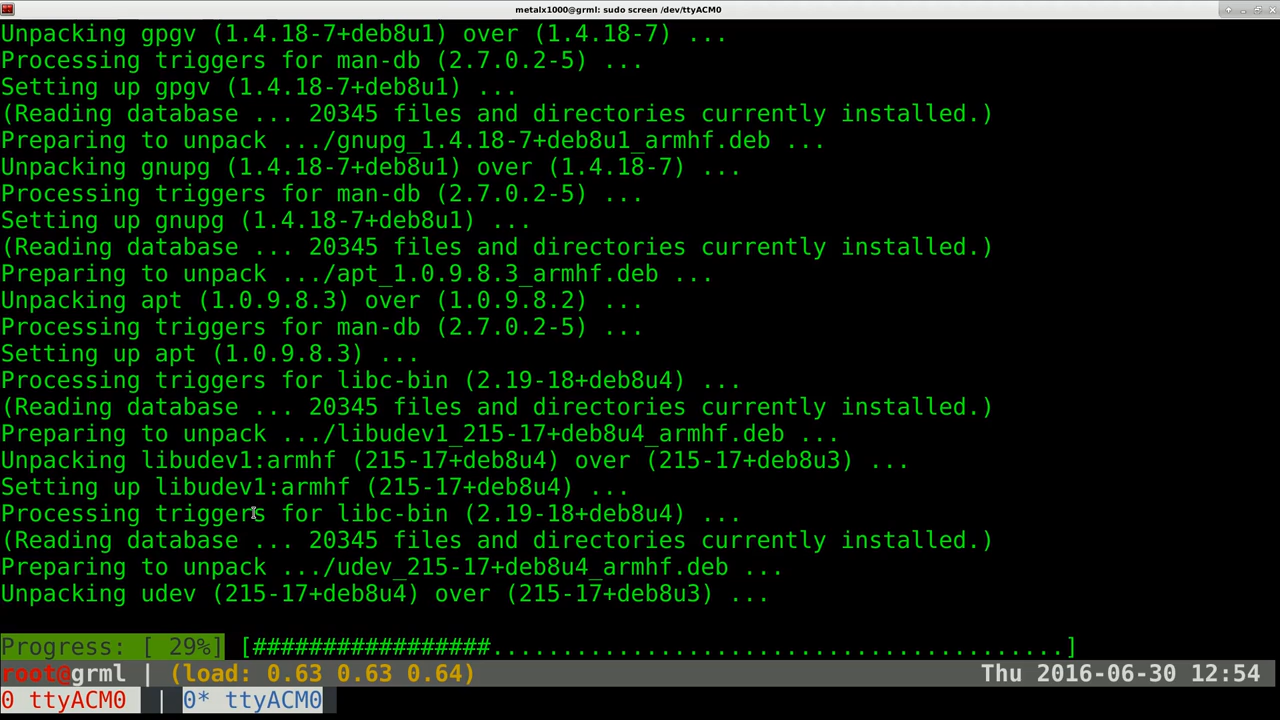 metalx1000@grml: sudo screen /dev/ttyACM0
Unpacking gpgv (1.4.18-7+deb8u1) over (1.4.18-7) ...
Processing triggers for man-db (2.7.0.2-5) ...
Setting up gpgv (1.4.18-7+deb8u1) ...
(Reading database ... 20345 files and directories currently installed.)
Preparing to unpack .../gnupg_1.4.18-7+deb8u1_armhf.deb ...
Unpacking gnupg (1.4.18-7+deb8u1) over (1.4.18-7) ...
Processing triggers for man-db (2.7.0.2-5) ...
Setting up gnupg (1.4.18-7+deb8u1) ...
(Reading database ... 20345 files and directories currently installed.)
Preparing to unpack .../apt_1.0.9.8.3_armhf.deb ...
Unpacking apt (1.0.9.8.3) over (1.0.9.8.2) ...
Processing triggers for man-db (2.7.0.2-5) ...
Setting up apt (1.0.9.8.3) ...
Processing triggers for libc-bin (2.19-18+deb8u4) ...
(Reading database ... 20345 files and directories currently installed.)
Preparing to unpack .../libudev1_215-17+deb8u4_armhf.deb ...
Unpacking libudev1:armhf (215-17+deb8u4) over (215-17+deb8u3) ...
Setting up libudev1:armhf (215-17+deb8u4) ...
Processing triggers for libc-bin (2.19-18+deb8u4) ...
(Reading database ... 20345 files and directories currently installed.)
Preparing to unpack .../udev_215-17+deb8u4_armhf.deb ...
Unpacking udev (215-17+deb8u4) over (215-17+deb8u3) ...
Progress: [ 29%] [#################.........................................]
root@grml | (load: 0.63 0.63 0.64) Thu 2016-06-30 12:54
0 ttyACM0 | 0* ttyACM0